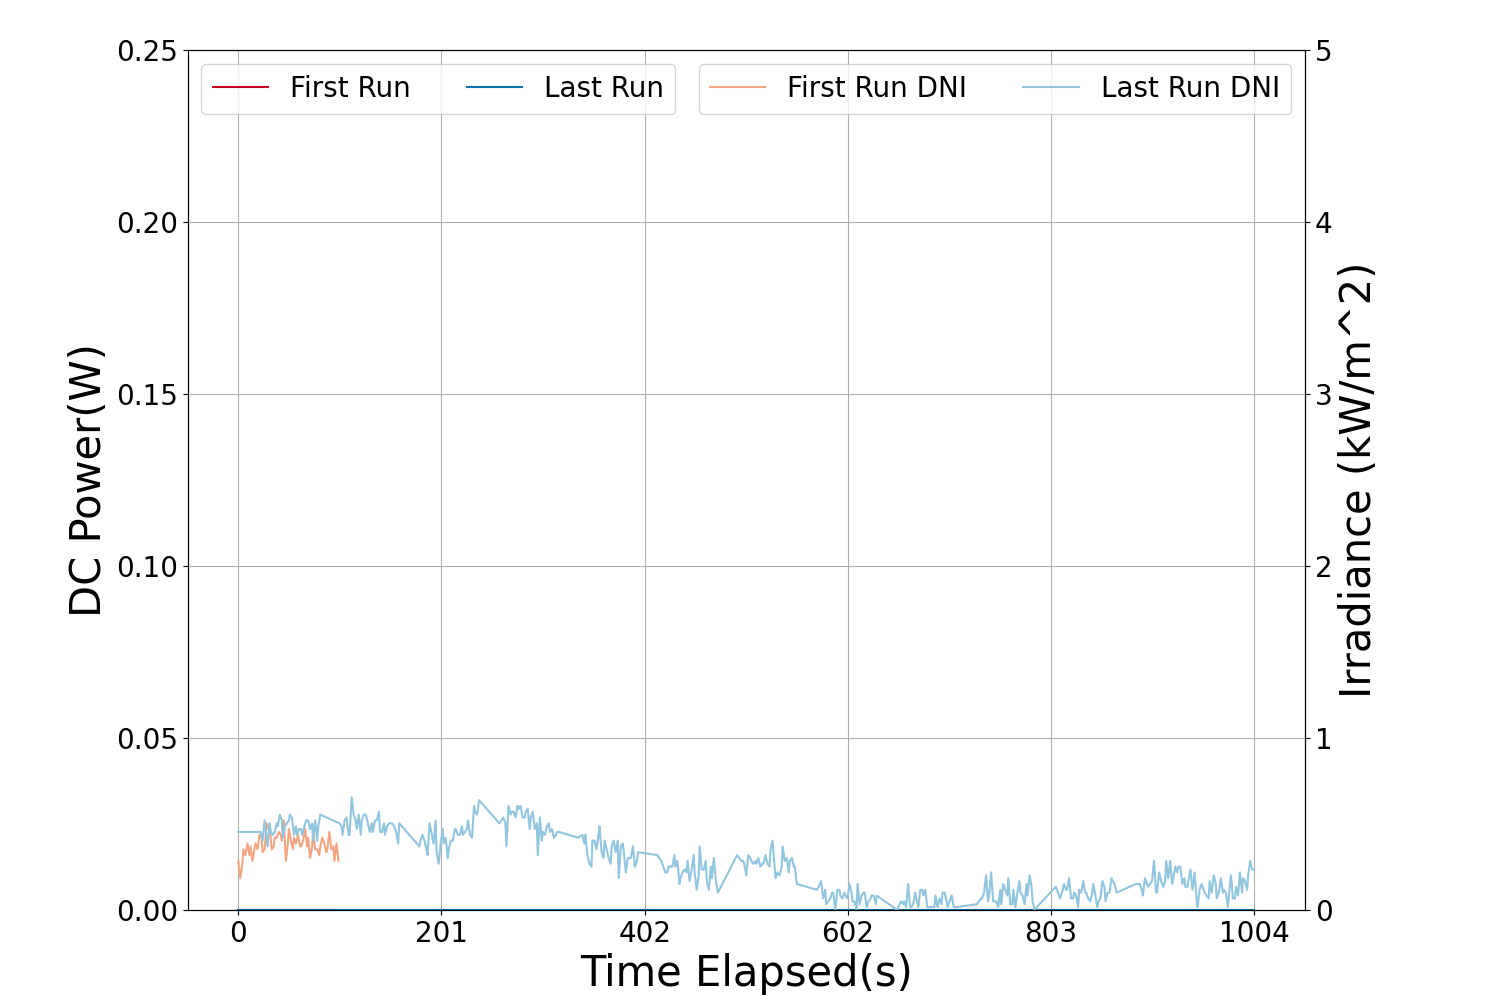 First Run Last Run First Run DNI Last Run DNI
DC Power(W)
0.25
0.20
0.15
0.10
0.05
0.00
5
4
3
2
1
0
Irradiance (kW/m^2)
0 201 402 602 803 1004
Time Elapsed(s)